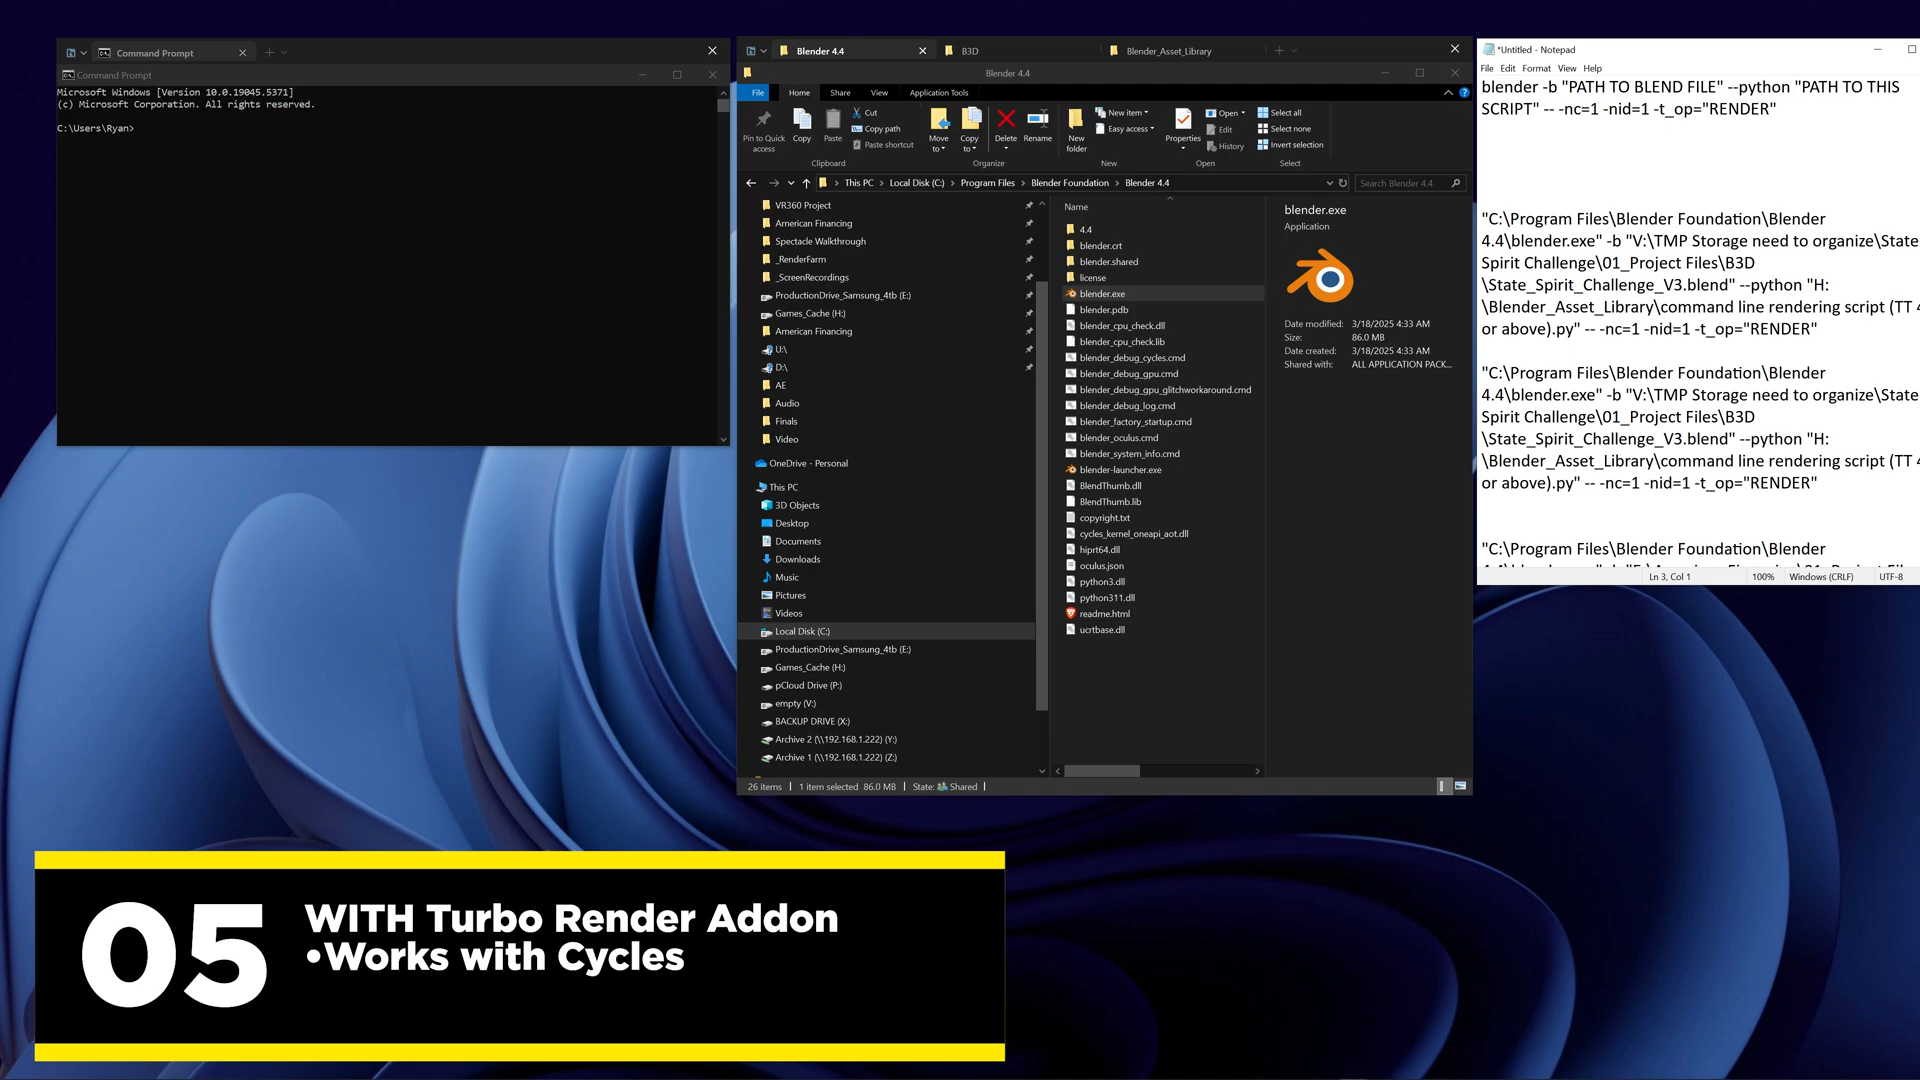 Command Prompt
Command Prompt
Microsoft Windows [Version 10.0.19045.5371]
(c) Microsoft Corporation. All rights reserved.
C:\Users\Ryan>
Blender 4.4
B3D
Blender_Asset_Library
Blender 4.4
File
Home
Share
View
Application Tools
Pin to Quick access
Copy
Paste
Cut
Copy path
Paste shortcut
Clipboard
Move to
Copy to
Delete
Rename
Organize
New folder
New item
Easy access
New
Properties
Open
Edit
History
Open
Select all
Select none
Invert selection
Select
This PC > Local Disk (C:) > Program Files > Blender Foundation > Blender 4.4
Search Blender 4.4
VR360 Project
American Financing
Spectacle Walkthrough
_RenderFarm
_ScreenRecordings
ProductionDrive_Samsung_4tb (E:)
Games_Cache (H:)
American Financing
U:\
D:\
AE
Audio
Finals
Video
OneDrive - Personal
This PC
3D Objects
Desktop
Documents
Downloads
Music
Pictures
Videos
Local Disk (C:)
ProductionDrive_Samsung_4tb (E:)
Games_Cache (H:)
pCloud Drive (P:)
empty (V:)
BACKUP DRIVE (X:)
Archive 2 (\\192.168.1.222) (Y:)
Archive 1 (\\192.168.1.222) (Z:)
Name
4.4
blender.crt
blender.shared
license
blender.exe
blender.pdb
blender_cpu_check.dll
blender_cpu_check.lib
blender_debug_cycles.cmd
blender_debug_gpu.cmd
blender_debug_gpu_glitchworkaround.cmd
blender_debug_log.cmd
blender_factory_startup.cmd
blender_oculus.cmd
blender_system_info.cmd
blender-launcher.exe
BlendThumb.dll
BlendThumb.lib
copyright.txt
cycles_kernel_oneapi_aot.dll
hiprt64.dll
oculus.json
python3.dll
python311.dll
readme.html
ucrtbase.dll
blender.exe
Application
Date modified: 3/18/2025 4:33 AM
Size: 86.0 MB
Date created: 3/18/2025 4:33 AM
Shared with: ALL APPLICATION PACK...
26 items
1 item selected 86.0 MB
State: Shared
*Untitled - Notepad
File Edit Format View Help
blender -b "PATH TO BLEND FILE" --python "PATH TO THIS
SCRIPT" -- -nc=1 -nid=1 -t_op="RENDER"
"C:\Program Files\Blender Foundation\Blender
4.4\blender.exe" -b "V:\TMP Storage need to organize\State
Spirit Challenge\01_Project Files\B3D
\State_Spirit_Challenge_V3.blend" --python "H:
\Blender_Asset_Library\command line rendering script (TT 4
or above).py" -- -nc=1 -nid=1 -t_op="RENDER"
"C:\Program Files\Blender Foundation\Blender
4.4\blender.exe" -b "V:\TMP Storage need to organize\State
Spirit Challenge\01_Project Files\B3D
\State_Spirit_Challenge_V3.blend" --python "H:
\Blender_Asset_Library\command line rendering script (TT 4
or above).py" -- -nc=1 -nid=1 -t_op="RENDER"
"C:\Program Files\Blender Foundation\Blender
Ln 3, Col 1
100%
Windows (CRLF)
UTF-8
05
WITH Turbo Render Addon
•Works with Cycles